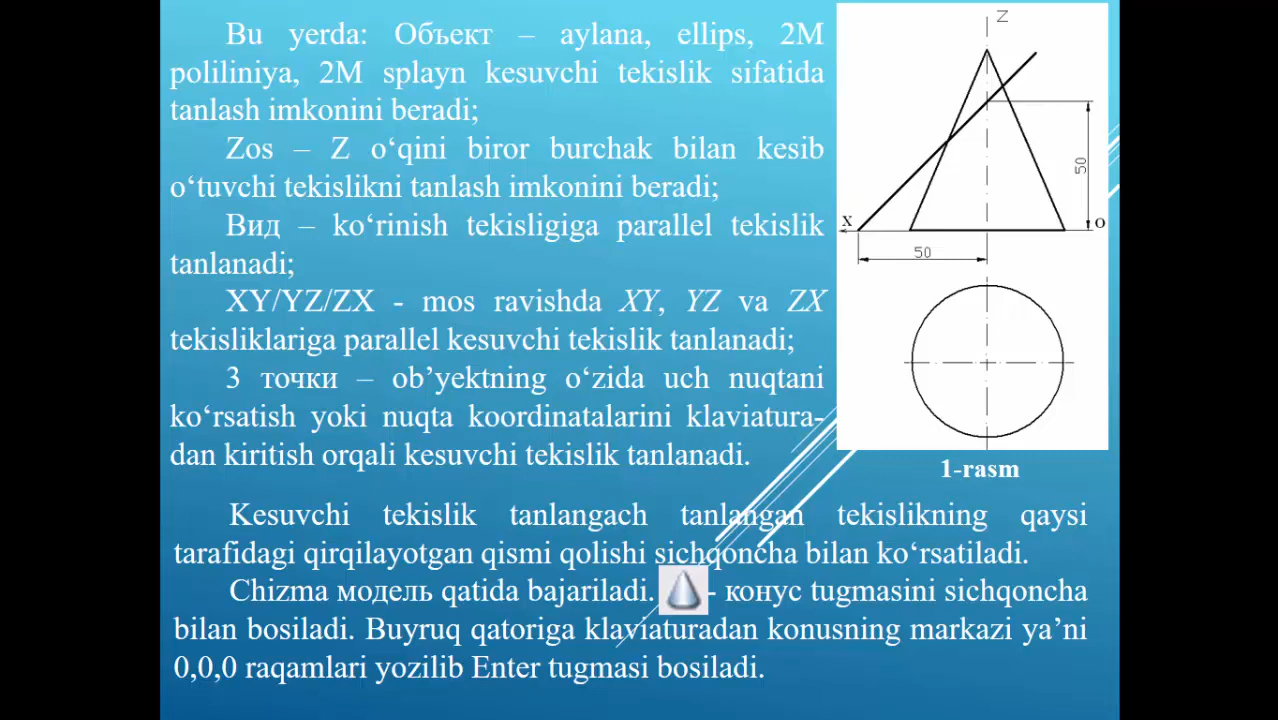 Bu yerda: Объект – aylana, ellips, 2M
poliliniya, 2M splayn kesuvchi tekislik sifatida
tanlash imkonini beradi;
Zos – Z o‘qini biror burchak bilan kesib
o‘tuvchi tekislikni tanlash imkonini beradi;
Вид – ko‘rinish tekisligiga parallel tekislik
tanlanadi;
XY/YZ/ZX - mos ravishda XY, YZ va ZX
tekisliklariga parallel kesuvchi tekislik tanlanadi;
3 точки – ob’yektning o‘zida uch nuqtani
ko‘rsatish yoki nuqta koordinatalarini klaviatura-
dan kiritish orqali kesuvchi tekislik tanlanadi.
Z
50
X
O
50
1-rasm
Kesuvchi tekislik tanlangach tanlangan tekislikning qaysi
tarafidagi qirqilayotgan qismi qolishi sichqoncha bilan ko‘rsatiladi.
Chizma модель qatida bajariladi. - конус tugmasini sichqoncha
bilan bosiladi. Buyruq qatoriga klaviaturadan konusning markazi ya’ni
0,0,0 raqamlari yozilib Enter tugmasi bosiladi.